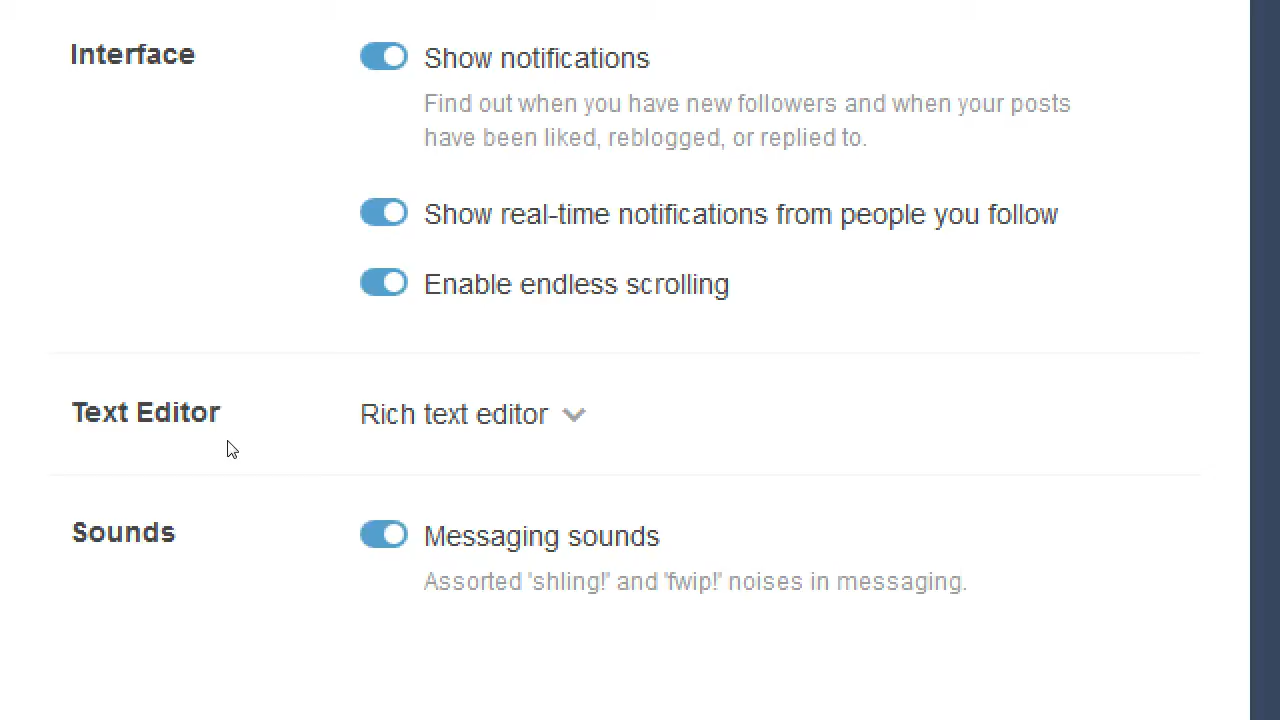 Interface
Show notifications
Find out when you have new followers and when your posts
have been liked, reblogged, or replied to.
Show real-time notifications from people you follow
Enable endless scrolling
Text Editor
Rich text editor
Sounds
Messaging sounds
Assorted 'shling!' and 'fwip!' noises in messaging.